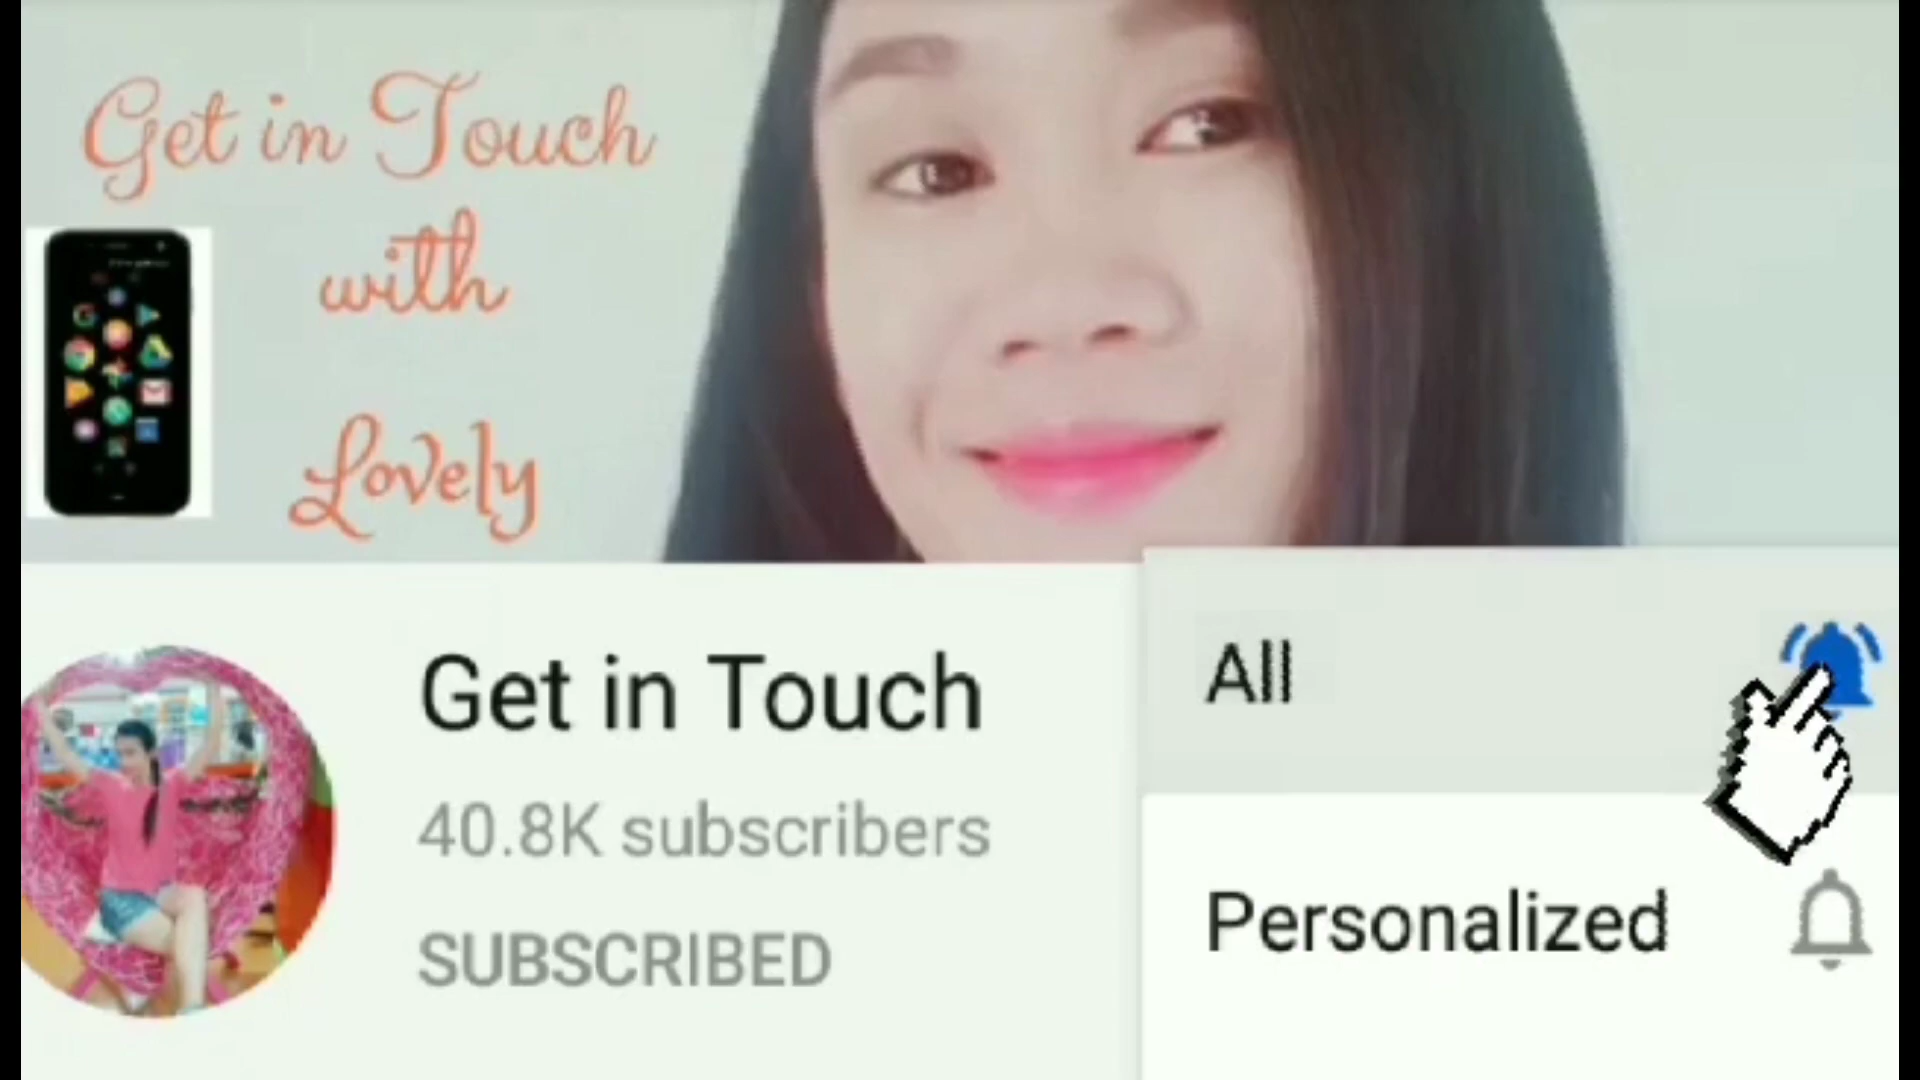 Get in Touch
with
Lovely
Get in Touch
40.8K subscribers
SUBSCRIBED
All
Personalized